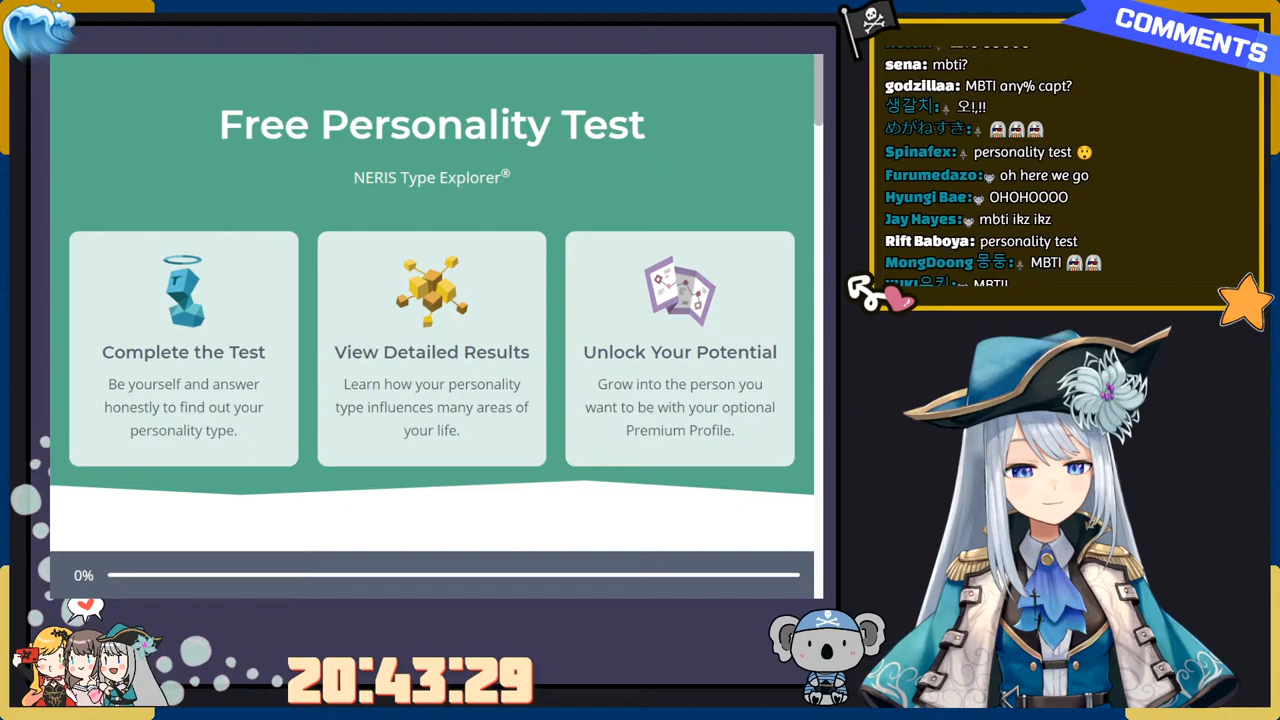 Free Personality Test
NERIS Type Explorer®
Complete the Test
Be yourself and answer
honestly to find out your
personality type.
View Detailed Results
Learn how your personality
type influences many areas of
your life.
Unlock Your Potential
Grow into the person you
want to be with your optional
Premium Profile.
0%
20:43:29
COMMENTS
sena: mbti?
godzillaa: MBTI any% capt?
생갈치: 오!,!!
めがねすき:
Spinafex: personality test 😲
Furumedazo: oh here we go
Hyungi Bae: OHOHOOOO
Jay Hayes: mbti ikz ikz
Rift Baboya: personality test
MongDoong 몽둥: MBTI
MBTI!